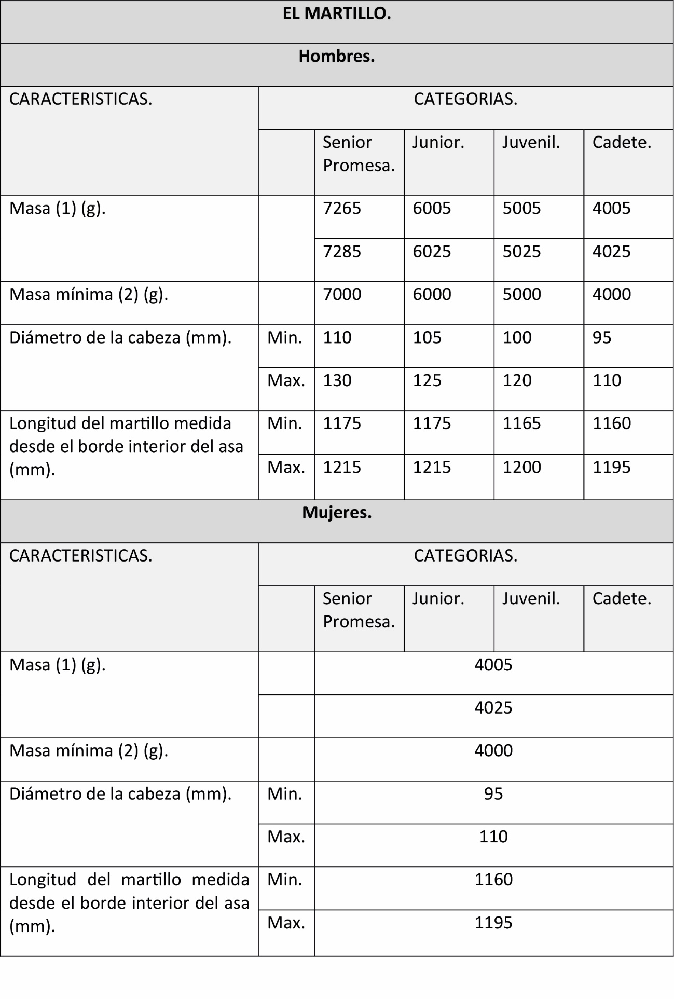 EL MARTILLO.
Hombres.
CARACTERISTICAS. CATEGORIAS.
Senior Promesa. Junior. Juvenil. Cadete.
Masa (1) (g). 7265 6005 5005 4005
7285 6025 5025 4025
Masa mínima (2) (g). 7000 6000 5000 4000
Diámetro de la cabeza (mm). Min. 110 105 100 95
Max. 130 125 120 110
Longitud del martillo medida
desde el borde interior del asa
(mm).
Min. 1175 1175 1165 1160
Max. 1215 1215 1200 1195
Mujeres.
CARACTERISTICAS. CATEGORIAS.
Senior Promesa. Junior. Juvenil. Cadete.
Masa (1) (g). 4005
4025
Masa mínima (2) (g). 4000
Diámetro de la cabeza (mm). Min. 95
Max. 110
Longitud del martillo medida
desde el borde interior del asa
(mm).
Min. 1160
Max. 1195